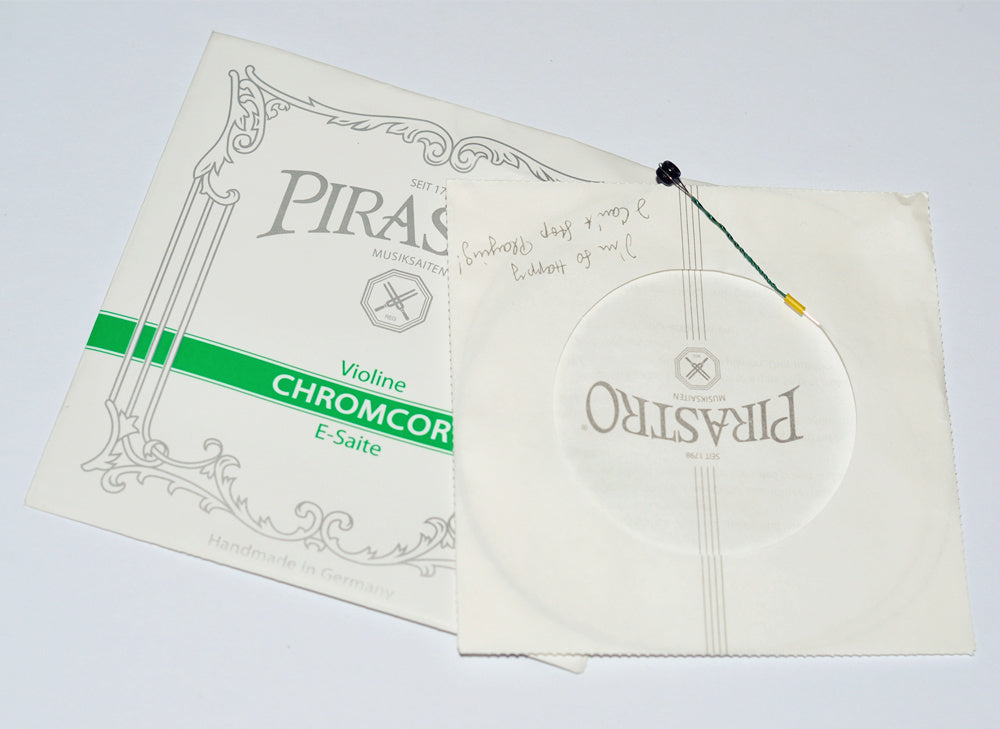 SEIT 17
PIRAS
MUSIKSAITEN
REG
Violine
CHROMCOR
E-Saite
Handmade in Germany
I'm so Happy
I Can't stop Playing!
SEIT 1798
PIRASTRO®
MUSIKSAITEN